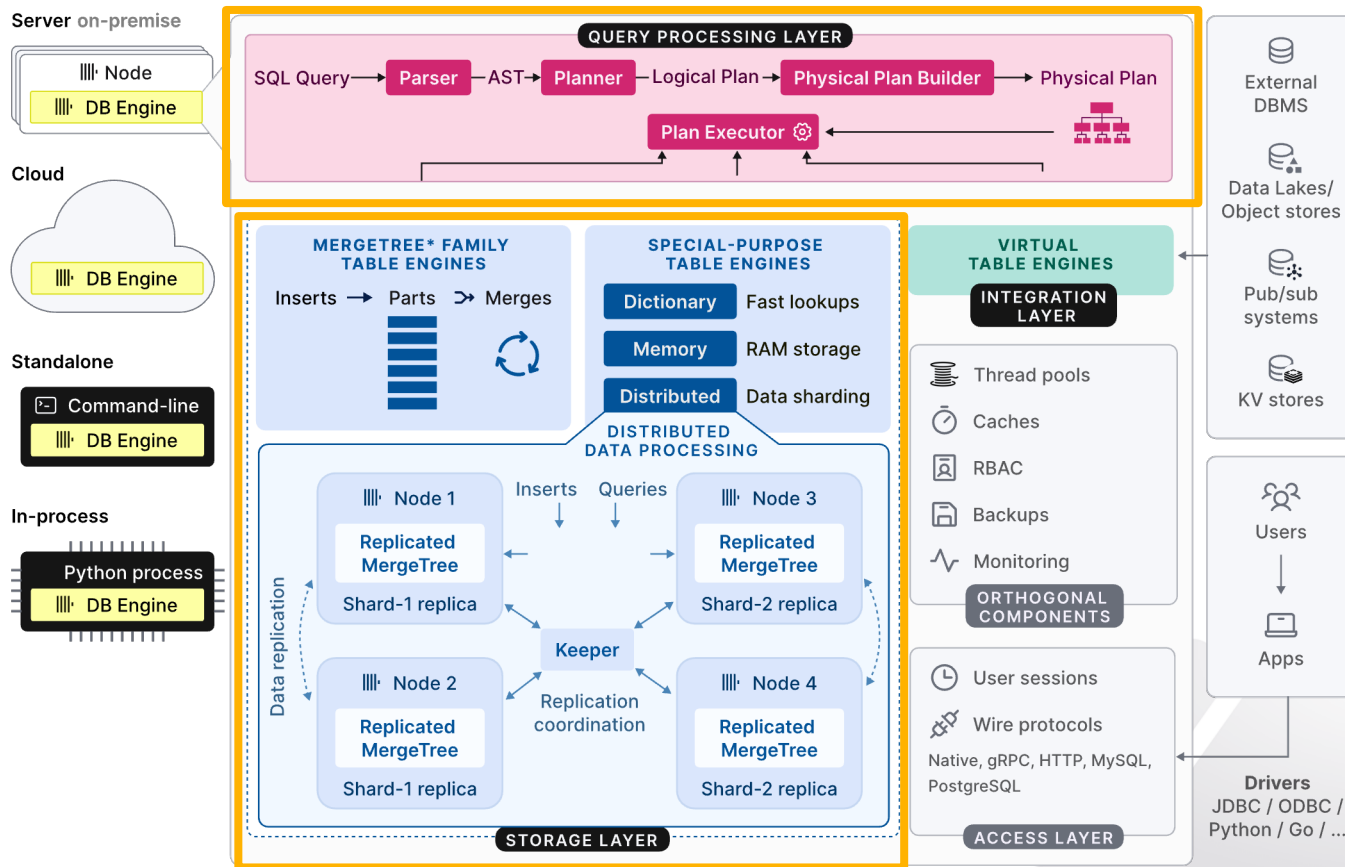 Server on-premise
Node
DB Engine
Cloud
DB Engine
Standalone
Command-line
DB Engine
In-process
Python process
DB Engine
QUERY PROCESSING LAYER
SQL Query
Parser
AST
Planner
Logical Plan
Physical Plan Builder
Physical Plan
Plan Executor
MERGETREE* FAMILY
TABLE ENGINES
Inserts
Parts
Merges
SPECIAL-PURPOSE
TABLE ENGINES
Dictionary
Fast lookups
Memory
RAM storage
Distributed
Data sharding
DISTRIBUTED
DATA PROCESSING
Node 1
Replicated
MergeTree
Shard-1 replica
Inserts
Queries
Node 3
Replicated
MergeTree
Shard-2 replica
Data replication
Keeper
Replication
coordination
Node 2
Replicated
MergeTree
Shard-1 replica
Node 4
Replicated
MergeTree
Shard-2 replica
STORAGE LAYER
VIRTUAL
TABLE ENGINES
INTEGRATION
LAYER
Thread pools
Caches
RBAC
Backups
Monitoring
ORTHOGONAL
COMPONENTS
User sessions
Wire protocols
Native, gRPC, HTTP, MySQL,
PostgreSQL
ACCESS LAYER
External
DBMS
Data Lakes/
Object stores
Pub/sub
systems
KV stores
Users
Apps
Drivers
JDBC / ODBC /
Python / Go / ...